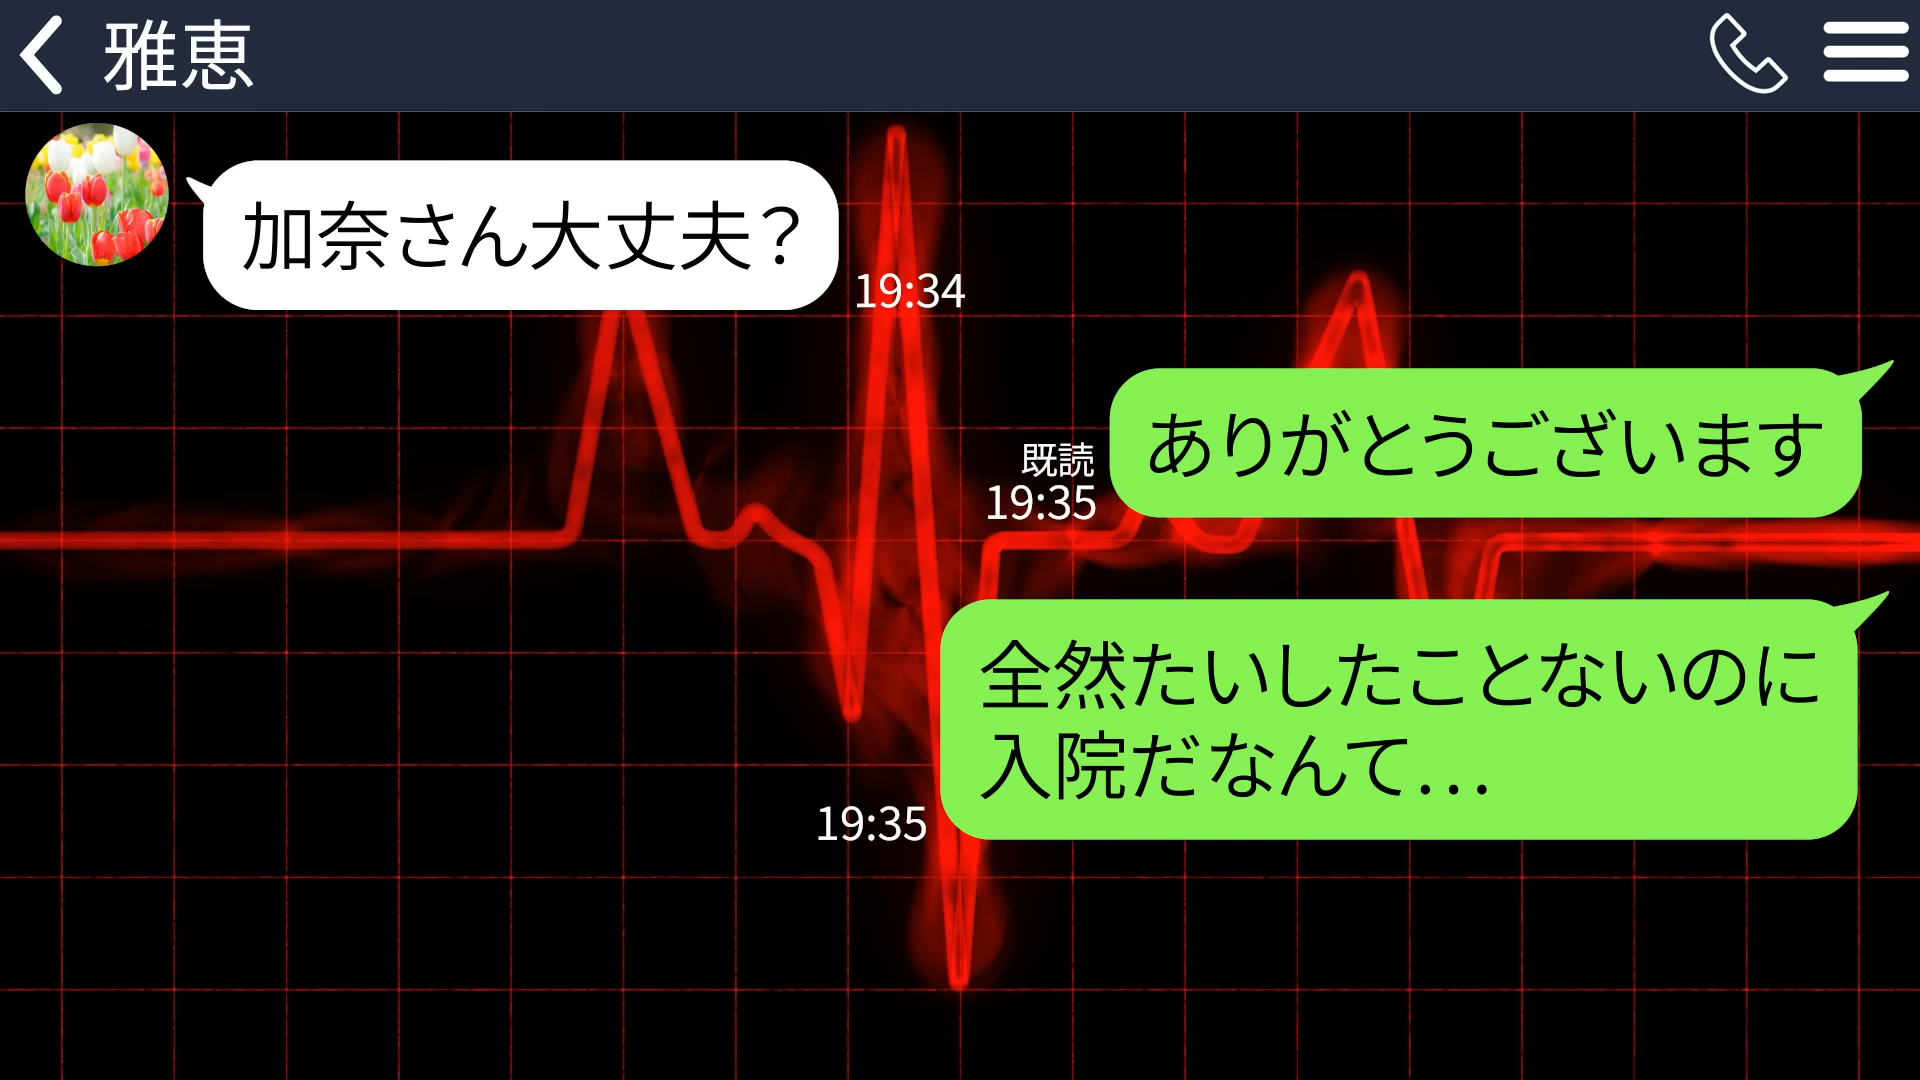 雅恵
加奈さん大丈夫？
19:34
ありがとうございます
既読
19:35
全然たいしたことないのに
入院だなんて…
19:35